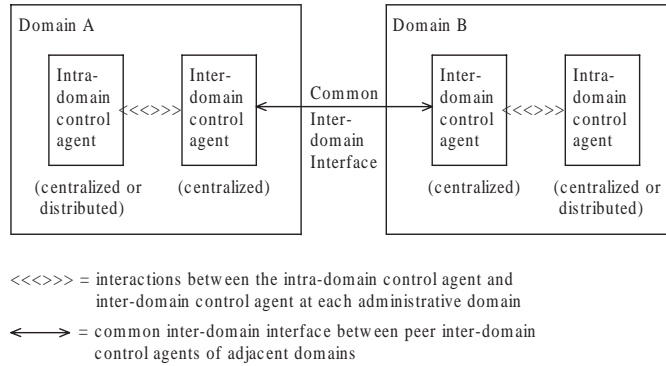 Domain A
Intra-
domain
control
agent
<<<>>>
Inter-
domain
control
agent
(centralized or
distributed)
(centralized)
Common
Inter-
domain
Interface
Domain B
Inter-
domain
control
agent
<<<>>>
Intra-
domain
control
agent
(centralized)
(centralized or
distributed)
<<<>>> = interactions between the intra-domain control agent and
inter-domain control agent at each administrative domain
= common inter-domain interface between peer inter-domain
control agents of adjacent domains